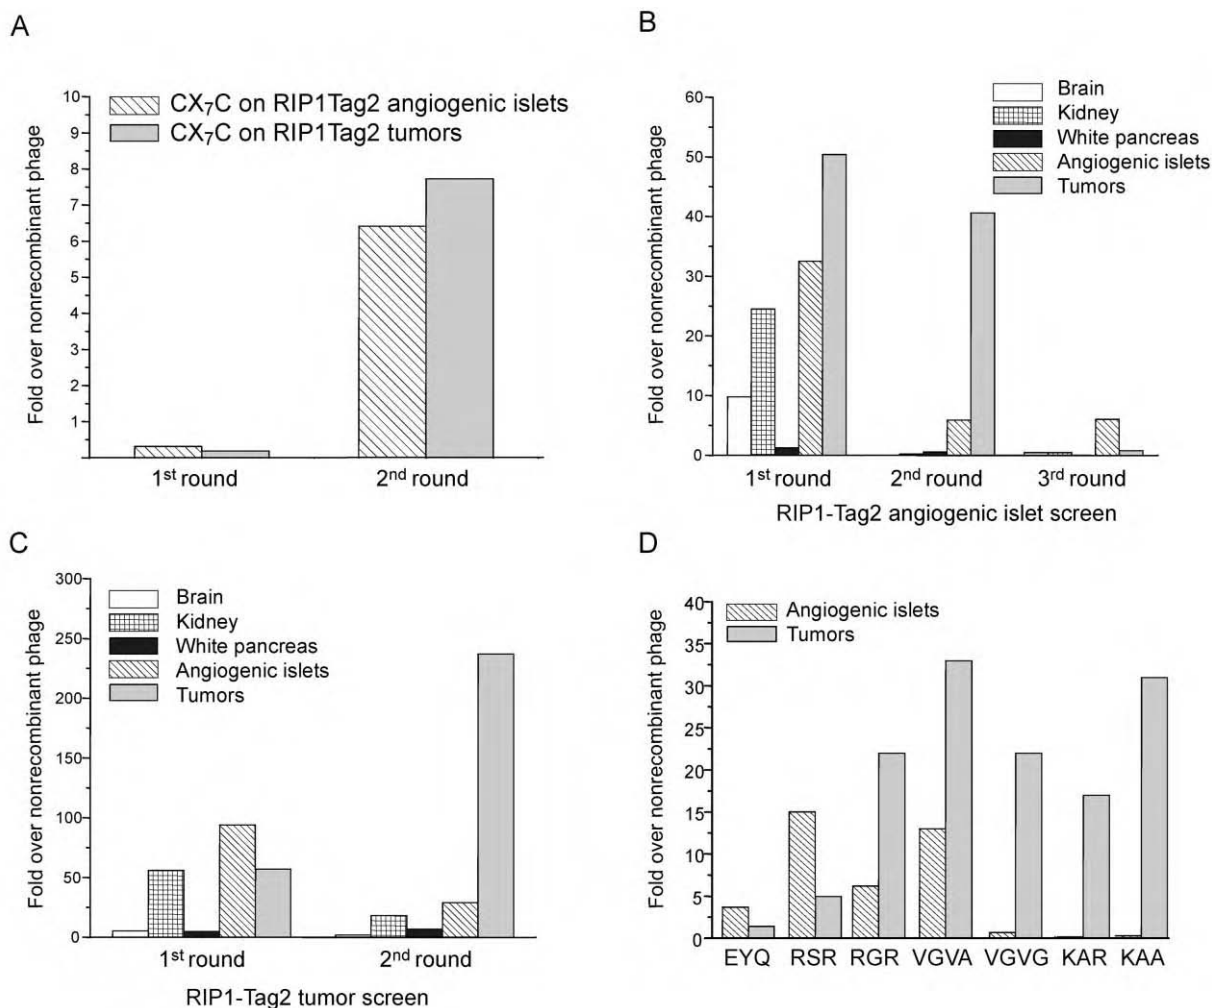 A
CX₇C on RIP1Tag2 angiogenic islets
CX₇C on RIP1Tag2 tumors
Fold over nonrecombinant phage
10
9
8
7
6
5
4
3
2
1
1st round 2nd round
B
Brain
Kidney
White pancreas
Angiogenic islets
Tumors
Fold over nonrecombinant phage
60
50
40
30
20
10
0
1st round 2nd round 3rd round
RIP1-Tag2 angiogenic islet screen
C
Brain
Kidney
White pancreas
Angiogenic islets
Tumors
Fold over nonrecombinant phage
300
250
200
150
100
50
0
1st round 2nd round
RIP1-Tag2 tumor screen
D
Angiogenic islets
Tumors
Fold over nonrecombinant phage
40
35
30
25
20
15
10
5
0
EYQ RSR RGR VGVA VGVG KAR KAA